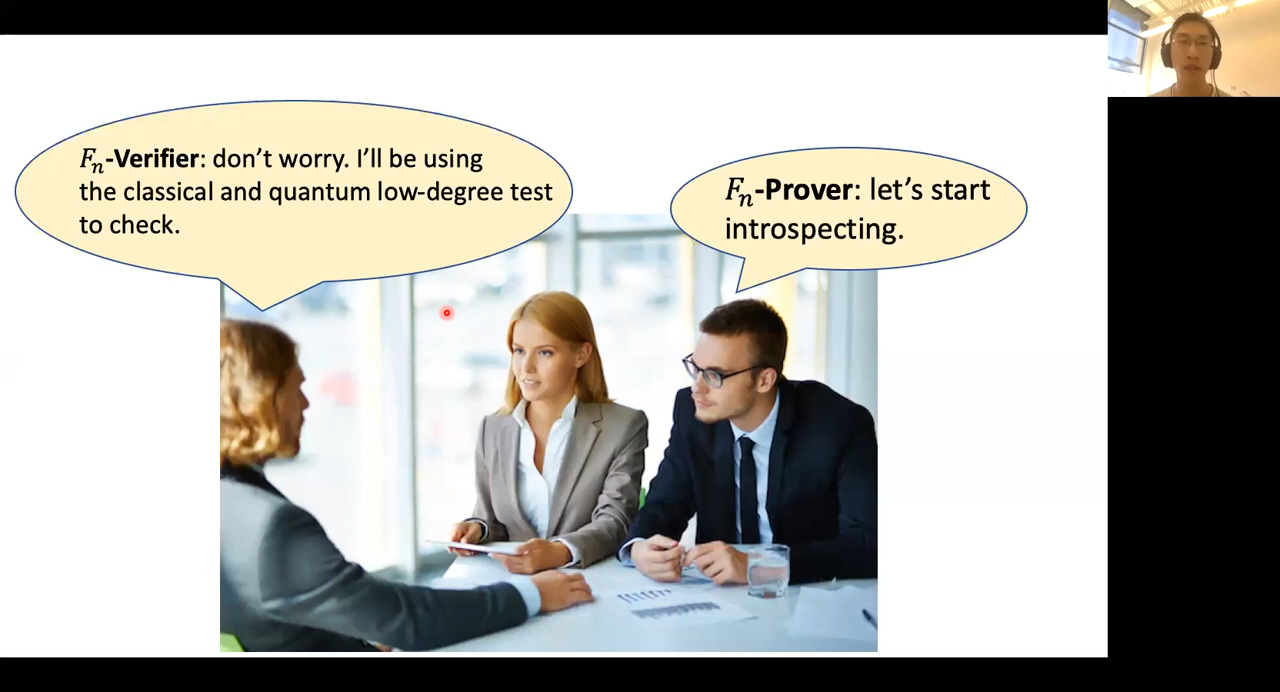 Fₙ-Verifier: don’t worry. I’ll be using
the classical and quantum low-degree test
to check.
Fₙ-Prover: let’s start
introspecting.